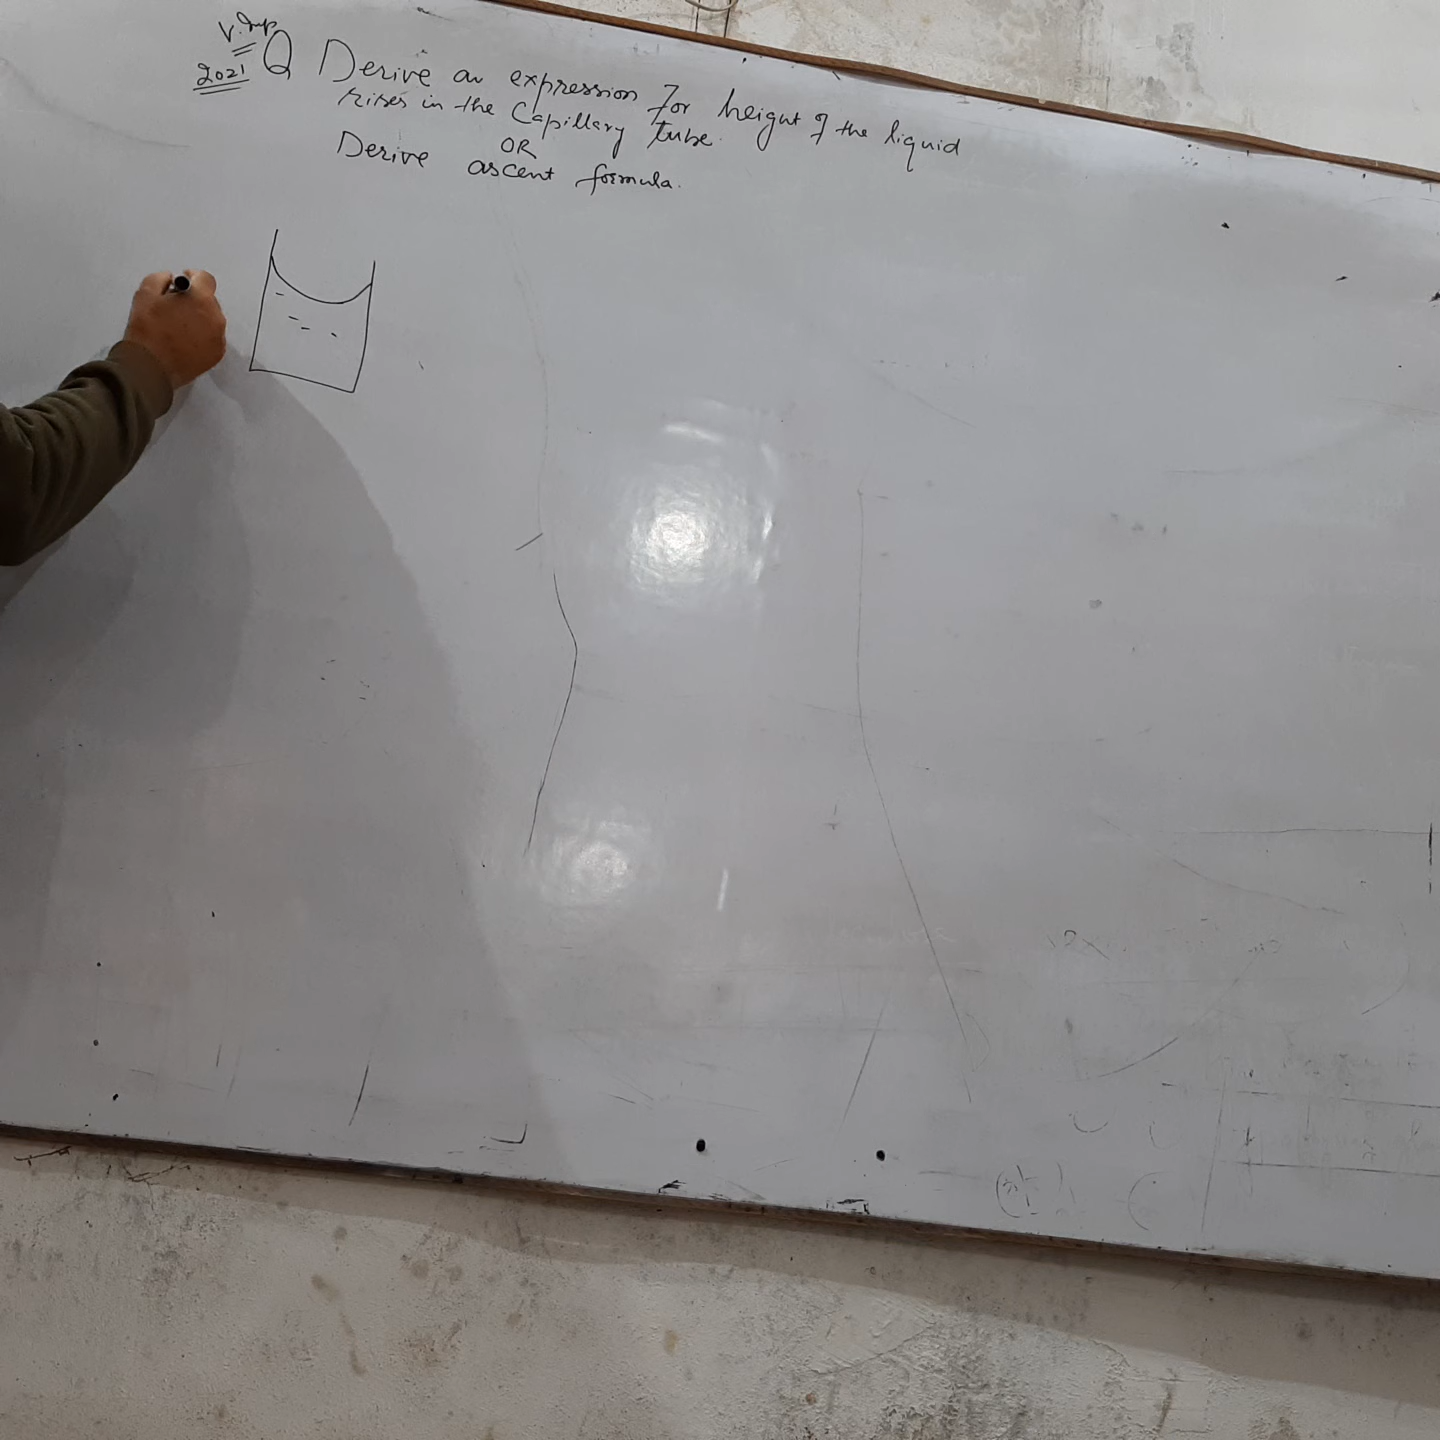 V. Imp
2021 Q Derive an expression for height of the liquid
rises in the Capillary tube.
OR
Derive ascent formula.